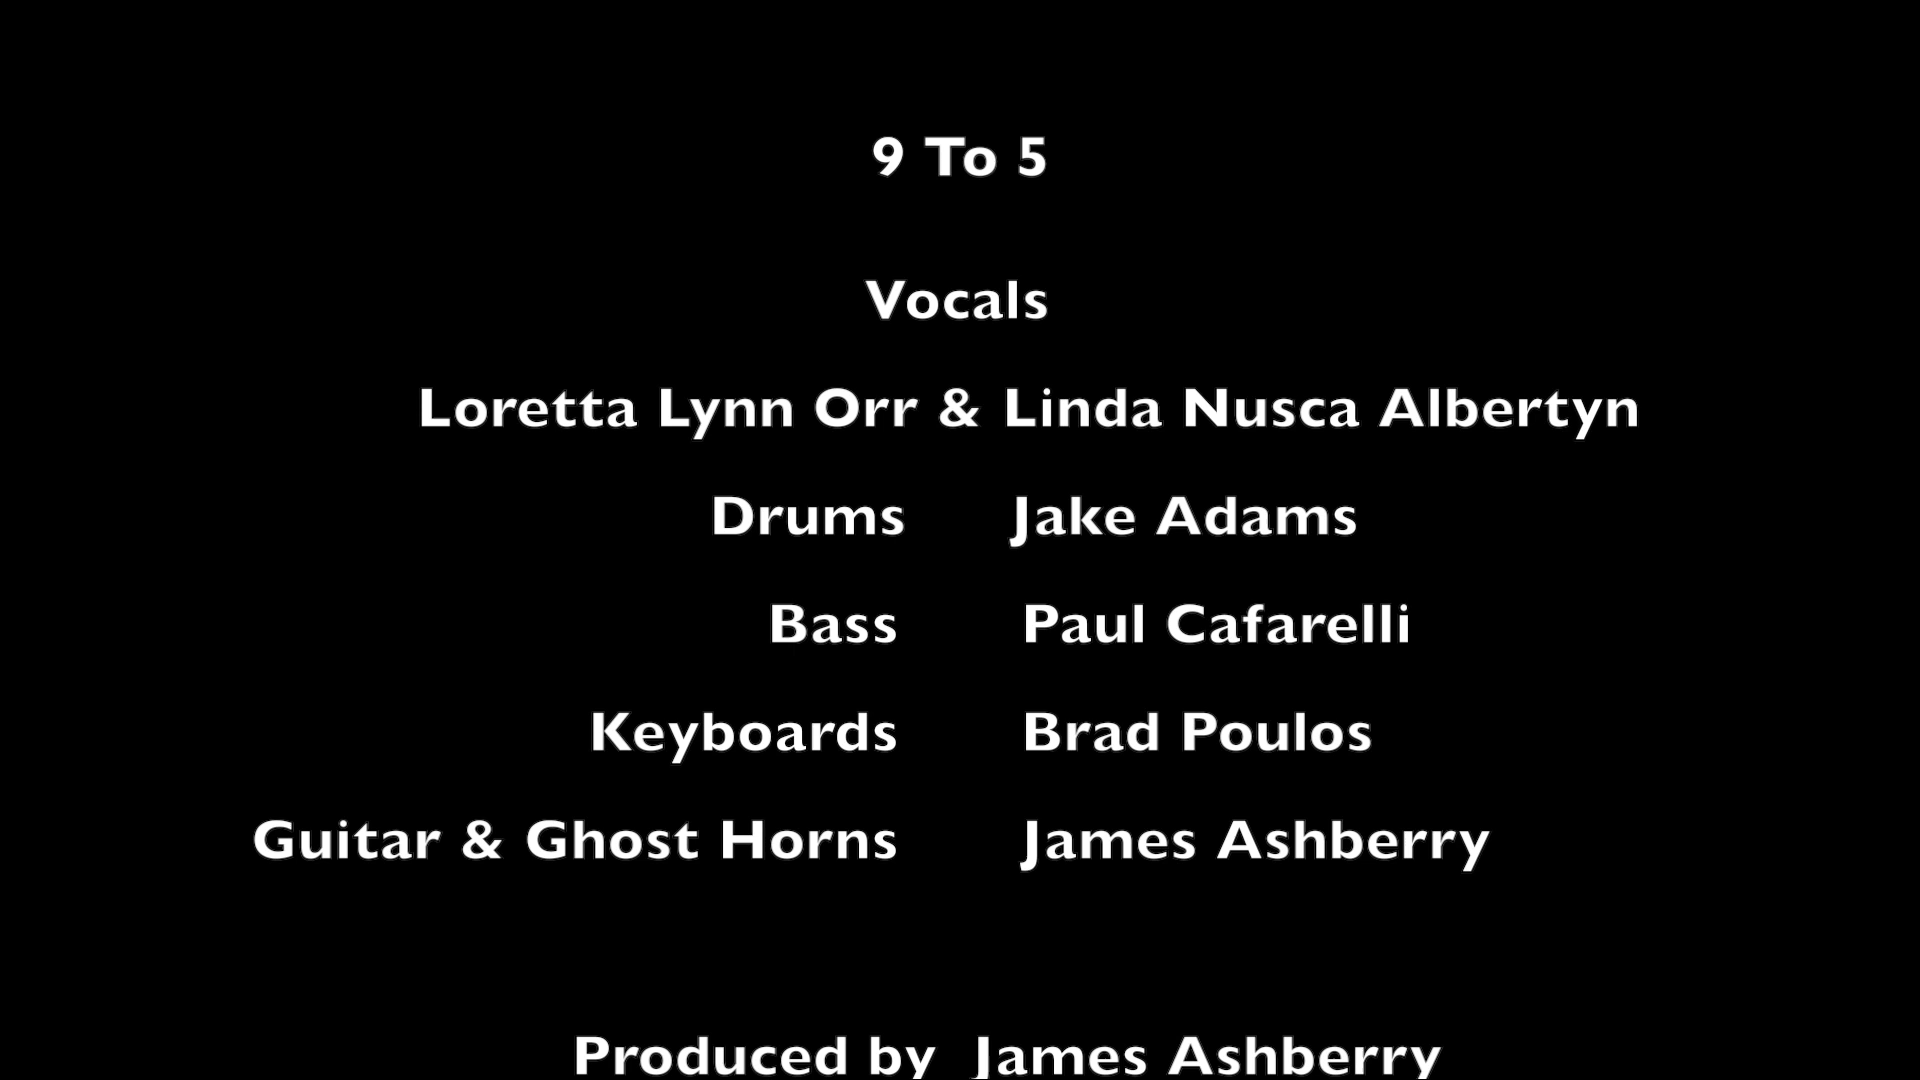 9 To 5
Vocals
Loretta Lynn Orr & Linda Nusca Albertyn
Drums Jake Adams
Bass Paul Cafarelli
Keyboards Brad Poulos
Guitar & Ghost Horns James Ashberry
Produced by James Ashberry